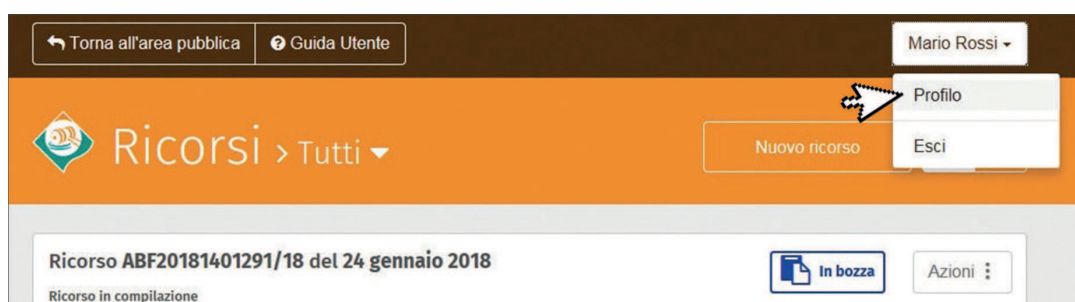 Torna all'area pubblica Guida Utente Mario Rossi
Profilo
Ricorsi > Tutti Nuovo ricorso Esci
Ricorso ABF20181401291/18 del 24 gennaio 2018 In bozza Azioni
Ricorso in compilazione